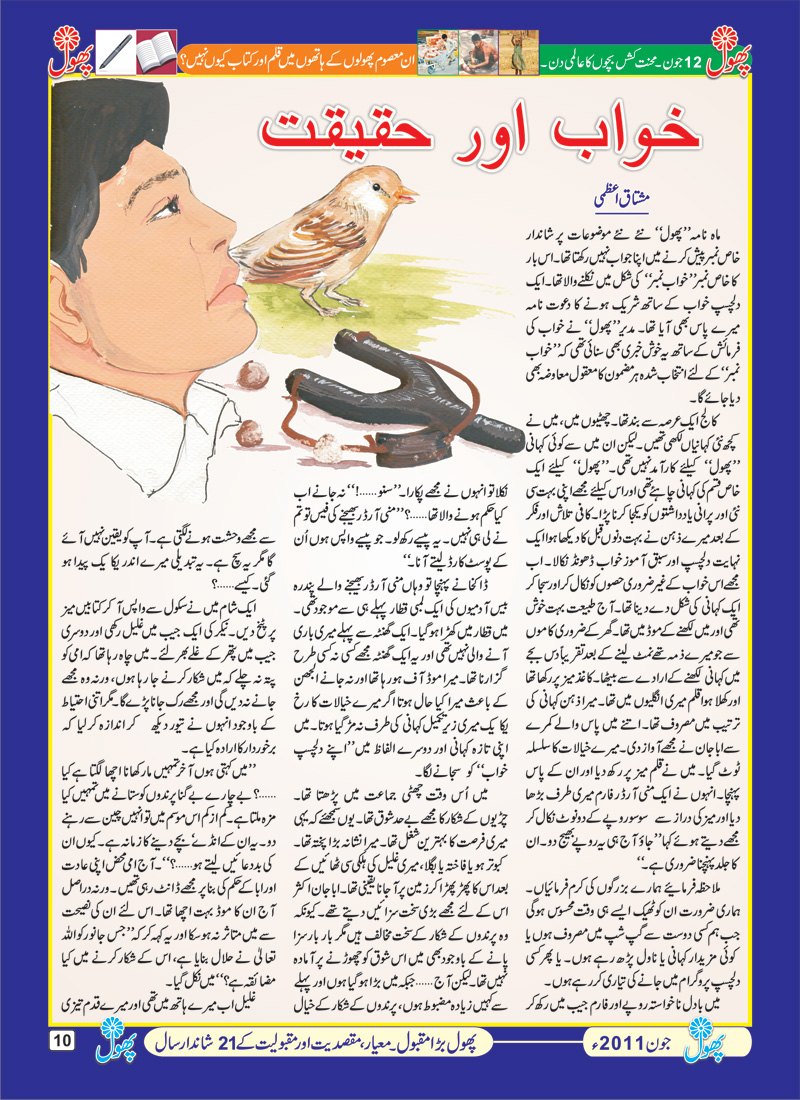 پھول
12 جون۔ محنت کش بچوں کا عالمی دن۔
ان معصوم پھولوں کے ہاتھوں میں قلم اور کتاب کیوں نہیں؟
پھول
خواب اور حقیقت
مشتاق اعظمی
ماہ نامہ ”پھول“ نئے نئے موضوعات پر شاندار
خاص نمبر پیش کرنے میں اپنا جواب نہیں رکھتا تھا۔ اس بار
کا خاص نمبر ”خواب نمبر“ کی شکل میں نکلنے والا تھا۔ ایک
دلچسپ خواب کے ساتھ شریک ہونے کا دعوت نامہ
میرے پاس بھی آیا تھا۔ مدیر ”پھول“ نے خواب کی
فرمائش کے ساتھ یہ خوش خبری بھی سنائی تھی کہ ”خواب
نمبر“ کے لئے انتخاب شدہ ہر مضمون کا معقول معاوضہ بھی
دیا جائے گا۔
کالج ایک عرصہ سے بند تھا۔ چھٹیوں میں، میں نے
کچھ نئی کہانیاں لکھی تھیں۔ لیکن ان میں سے کوئی کہانی
”پھول“ کیلئے کارآمد نہیں تھی۔ ”پھول“ کیلئے ایک
خاص قسم کی کہانی چاہئے تھی اور اس کیلئے مجھے اپنی بہت سی
نئی اور پرانی یادداشتوں کو یکجا کرنا پڑا۔ کافی تلاش اور فکر
کے بعد میرے ذہن نے بہت دنوں قبل کا دیکھا ہوا ایک
نہایت دلچسپ اور سبق آموز خواب ڈھونڈ نکالا۔ اب
مجھے اس خواب کے غیر ضروری حصوں کو نکال کر اور سجا کر
ایک کہانی کی شکل دے دینا تھا۔ آج طبیعت بہت خوش
تھی اور میں لکھنے کے موڈ میں تھا۔ گھر کے ضروری کاموں
سے جو میرے ذمہ تھے نمٹ لینے کے بعد تقریباً دس بجے
میں کہانی لکھنے کے ارادے سے بیٹھا۔ کاغذ میز پر رکھا تھا
اور کھلا ہوا قلم میری انگلیوں میں تھا۔ میرا ذہن کہانی کی
ترتیب میں مصروف تھا۔ اتنے میں پاس والے کمرے
سے ابا جان نے مجھے آواز دی۔ میرے خیالات کا سلسلہ
ٹوٹ گیا۔ میں نے قلم میز پر رکھ دیا اور ان کے پاس
پہنچا۔ انہوں نے ایک منی آرڈر فارم میری طرف بڑھا
دیا اور میز کی دراز سے سو سو روپے کے دو نوٹ نکال کر
مجھے دیتے ہوئے کہا ”جاؤ آج ہی یہ روپے بھیج دو۔ ان
کا جلد پہنچنا ضروری ہے۔“
ملاحظہ فرمائیے ہمارے بزرگوں کی کرم فرمائیاں۔
ہماری ضرورت ان کو ٹھیک ایسے ہی وقت محسوس ہوگی
جب ہم کسی دوست سے گپ شپ میں مصروف ہوں یا
کوئی مزیدار کہانی یا ناول پڑھ رہے ہوں۔ یا پھر کسی
دلچسپ پروگرام میں جانے کی تیاری کر رہے ہوں۔
میں بادل ناخواستہ روپے اور فارم جیب میں رکھ کر
نکلا تو انہوں نے مجھے پکارا۔ ”سنو......!“ نہ جانے اب
کیا حکم ہونے والا تھا......؟ ”منی آرڈر بھیجنے کی فیس تو تم
نے لی ہی نہیں۔ یہ پیسے رکھ لو۔ جو پیسے واپس ہوں اُن
کے پوسٹ کارڈ لیتے آنا۔“
ڈاکخانے پہنچا تو وہاں منی آرڈر بھیجنے والے پندرہ
بیس آدمیوں کی ایک لمبی قطار پہلے ہی سے موجود تھی۔
میں قطار میں کھڑا ہو گیا۔ ایک گھنٹہ سے پہلے میری باری
آنے والی نہیں تھی اور یہ ایک گھنٹہ مجھے کسی نہ کسی طرح
گزارنا تھا۔ میرا موڈ آف ہو رہا تھا اور نہ جانے الجھن
کے باعث میرا کیا حال ہوتا اگر میرے خیالات کا رخ
یکا یک میری زیر تکمیل کہانی کی طرف نہ مڑ گیا ہوتا۔ میں
اپنی تازہ کہانی اور دوسرے الفاظ میں ”اپنے دلچسپ
خواب“ کو سجانے لگا۔
میں اُس وقت چھٹی جماعت میں پڑھتا تھا۔
چڑیوں کے شکار کا مجھے بے حد شوق تھا۔ یوں سمجھئے کہ یہی
میری فرصت کا بہترین شغل تھا۔ میرا نشانہ بڑا پختہ تھا۔
کبوتر ہو یا فاختہ یا بگلا، میری غلیل کی ہلکی سی ٹھائیں کے
بعد اس کا پھڑپھڑا کر زمین پر آ جانا یقینی تھا۔ ابا جان اکثر
اس کے لئے مجھے بڑی سخت سزائیں دیتے تھے۔ کیونکہ
وہ پرندوں کے شکار کے سخت مخالف ہیں مگر بار بار سزا
پانے کے باوجود بھی میں اس شوق کو چھوڑنے پر آمادہ
نہیں تھا۔ لیکن آج...... جبکہ میں بڑا ہو گیا ہوں اور پہلے
سے کہیں زیادہ مضبوط ہوں، پرندوں کے شکار کے خیال
سے مجھے وحشت ہونے لگتی ہے۔ آپ کو یقین نہیں آئے
گا مگر یہ سچ ہے۔ یہ تبدیلی میرے اندر یکا یک پیدا ہو
گئی۔ کیسے......؟
ایک شام میں نے سکول سے واپس آ کر کتابیں میز
پر پٹخ دیں۔ نیکر کی ایک جیب میں غلیل رکھی اور دوسری
جیب میں پتھر کے غلے بھر لئے۔ میں چاہ رہا تھا کہ امی کو
پتہ نہ چلے کہ میں شکار کرنے جا رہا ہوں، ورنہ وہ مجھے
جانے نہ دیں گی اور مجھے رک جانا پڑے گا۔ مگر اتنی احتیاط
کے باوجود انہوں نے تیور دیکھ کر اندازہ کر لیا کہ
برخوردار کا ارادہ کیا ہے۔
”میں کہتی ہوں آخر تمہیں مار کھانا اچھا لگتا ہے کیا
......؟ بے چارے بے گناہ پرندوں کو ستانے میں تمہیں کیا
مزہ ملتا ہے۔ کم از کم اس موسم میں تو انہیں چین سے رہنے
دو۔ یہ ان کے انڈے بچے دینے کا زمانہ ہے۔ کیوں ان
کی بددعائیں لیتے ہو......؟“۔ آج امی محض اپنی عادت
اور ابا کے حکم کی بنا پر مجھے ڈانٹ رہی تھیں۔ ورنہ دراصل
آج ان کا موڈ بہت اچھا تھا۔ اس لئے ان کی نصیحت
سے میں متاثر نہ ہو سکا اور یہ کہہ کر کہ ”جس جانور کو اللہ
تعالیٰ نے حلال بنایا ہے، اس کے شکار کرنے میں کیا
مضائقہ ہے؟“ میں نکل گیا۔
غلیل اب میرے ہاتھ میں تھی اور میرے قدم تیزی
پھول
جون 2011ء
پھول بڑا مقبول۔ معیار، مقصدیت اور مقبولیت کے 21 شاندار سال
پھول
10